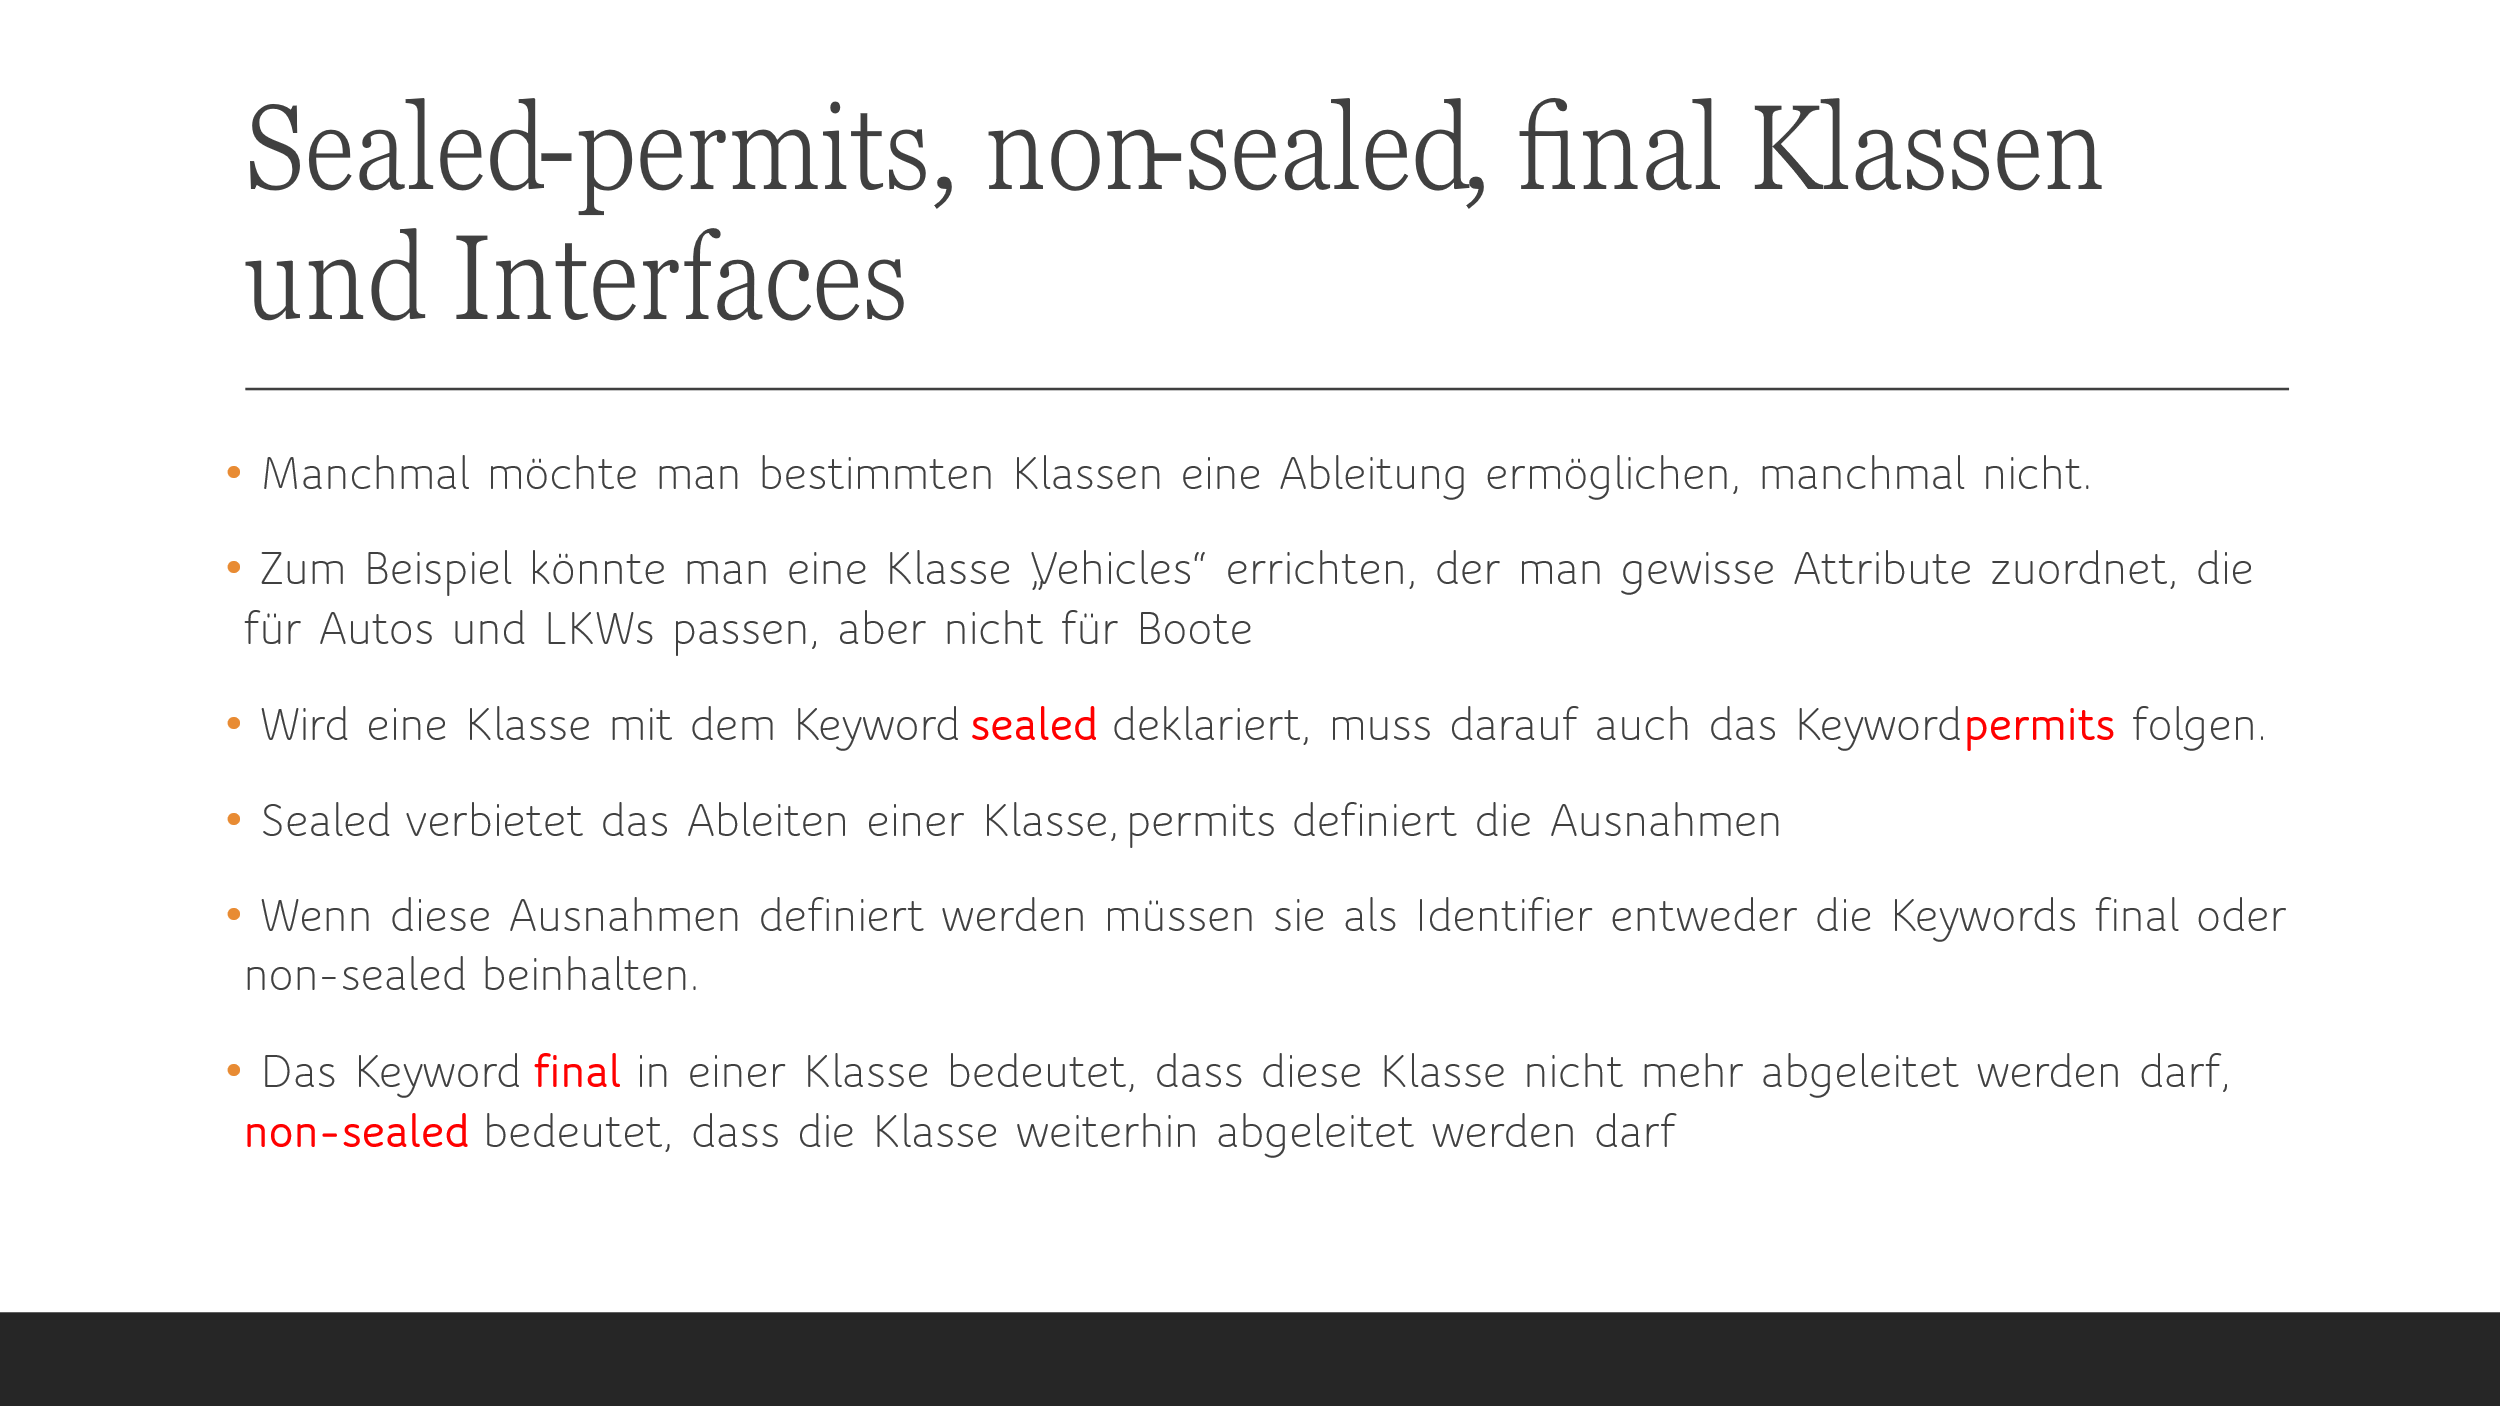 Sealed-permits, non-sealed, final Klassen
und Interfaces
• Manchmal möchte man bestimmten Klassen eine Ableitung ermöglichen, manchmal nicht.
• Zum Beispiel könnte man eine Klasse „Vehicles“ errichten, der man gewisse Attribute zuordnet, die
für Autos und LKWs passen, aber nicht für Boote
• Wird eine Klasse mit dem Keyword sealed deklariert, muss darauf auch das Keyword permits folgen.
• Sealed verbietet das Ableiten einer Klasse, permits definiert die Ausnahmen
• Wenn diese Ausnahmen definiert werden müssen sie als Identifier entweder die Keywords final oder
non-sealed beinhalten.
• Das Keyword final in einer Klasse bedeutet, dass diese Klasse nicht mehr abgeleitet werden darf,
non-sealed bedeutet, dass die Klasse weiterhin abgeleitet werden darf